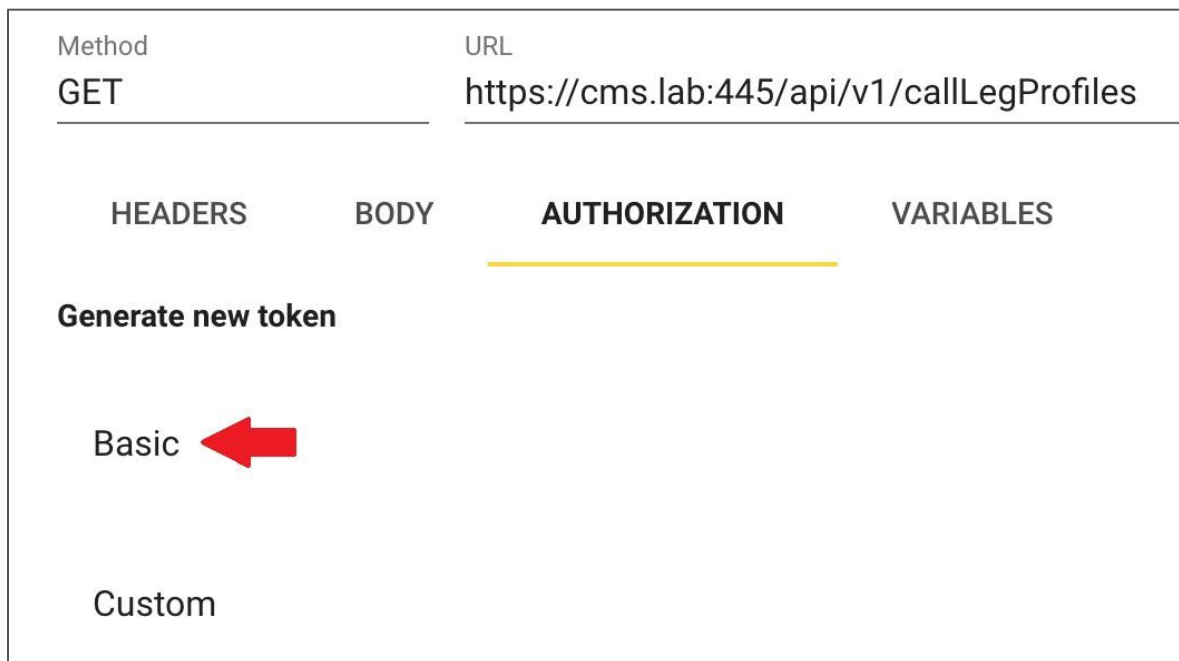 Method URL
GET https://cms.lab:445/api/v1/callLegProfiles
HEADERS BODY AUTHORIZATION VARIABLES
Generate new token
Basic
Custom